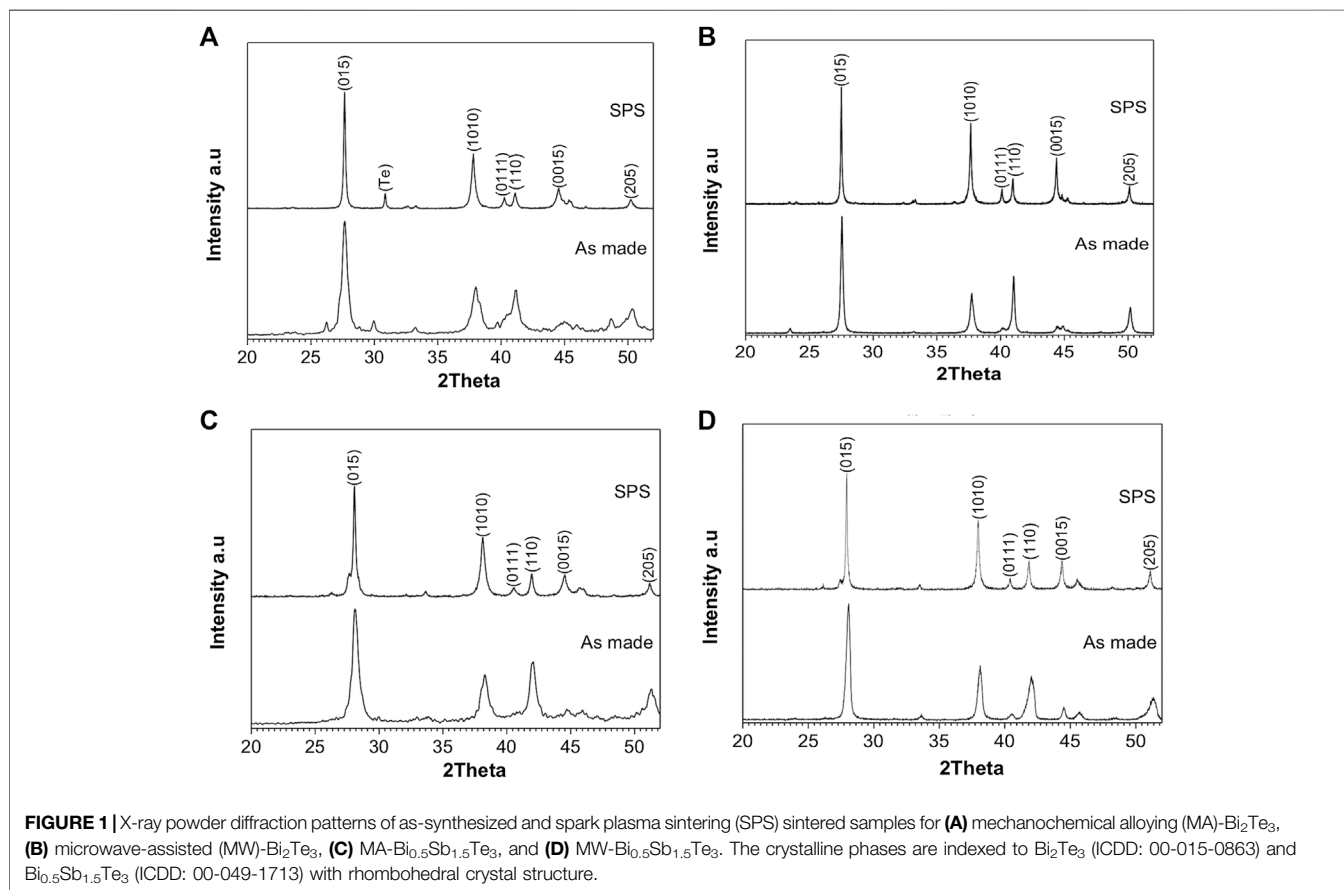 A
Intensity a.u
(015)
(Te)
(1010)
(0111)
(110)
(0015)
(205)
SPS
As made
20 25 30 35 40 45 50
2Theta
B
Intensity a.u
(015)
(1010)
(0111)
(110)
(0015)
(205)
SPS
As made
20 25 30 35 40 45 50
2Theta
C
Intensity a.u
(015)
(1010)
(0111)
(110)
(0015)
(205)
SPS
As made
20 25 30 35 40 45 50
2Theta
D
Intensity a.u
(015)
(1010)
(0111)
(110)
(0015)
(205)
SPS
As made
20 25 30 35 40 45 50
2Theta
FIGURE 1 | X-ray powder diffraction patterns of as-synthesized and spark plasma sintering (SPS) sintered samples for (A) mechanochemical alloying (MA)-Bi₂Te₃,
(B) microwave-assisted (MW)-Bi₂Te₃, (C) MA-Bi₀.₅Sb₁.₅Te₃, and (D) MW-Bi₀.₅Sb₁.₅Te₃. The crystalline phases are indexed to Bi₂Te₃ (ICDD: 00-015-0863) and
Bi₀.₅Sb₁.₅Te₃ (ICDD: 00-049-1713) with rhombohedral crystal structure.